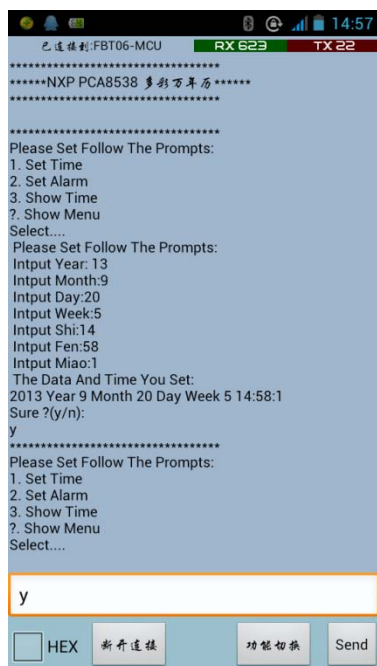 14:57
已连接到:FBT06-MCU RX 623 TX 22
**********************************
******NXP PCA8538 多彩万年历******
**********************************
**********************************
Please Set Follow The Prompts:
1. Set Time
2. Set Alarm
3. Show Time
?. Show Menu
Select....
Please Set Follow The Prompts:
Intput Year: 13
Intput Month:9
Intput Day:20
Intput Week:5
Intput Shi:14
Intput Fen:58
Intput Miao:1
The Data And Time You Set:
2013 Year 9 Month 20 Day Week 5 14:58:1
Sure ?(y/n):
y
**********************************
Please Set Follow The Prompts:
1. Set Time
2. Set Alarm
3. Show Time
?. Show Menu
Select....
y
HEX 断开连接 功能切换 Send